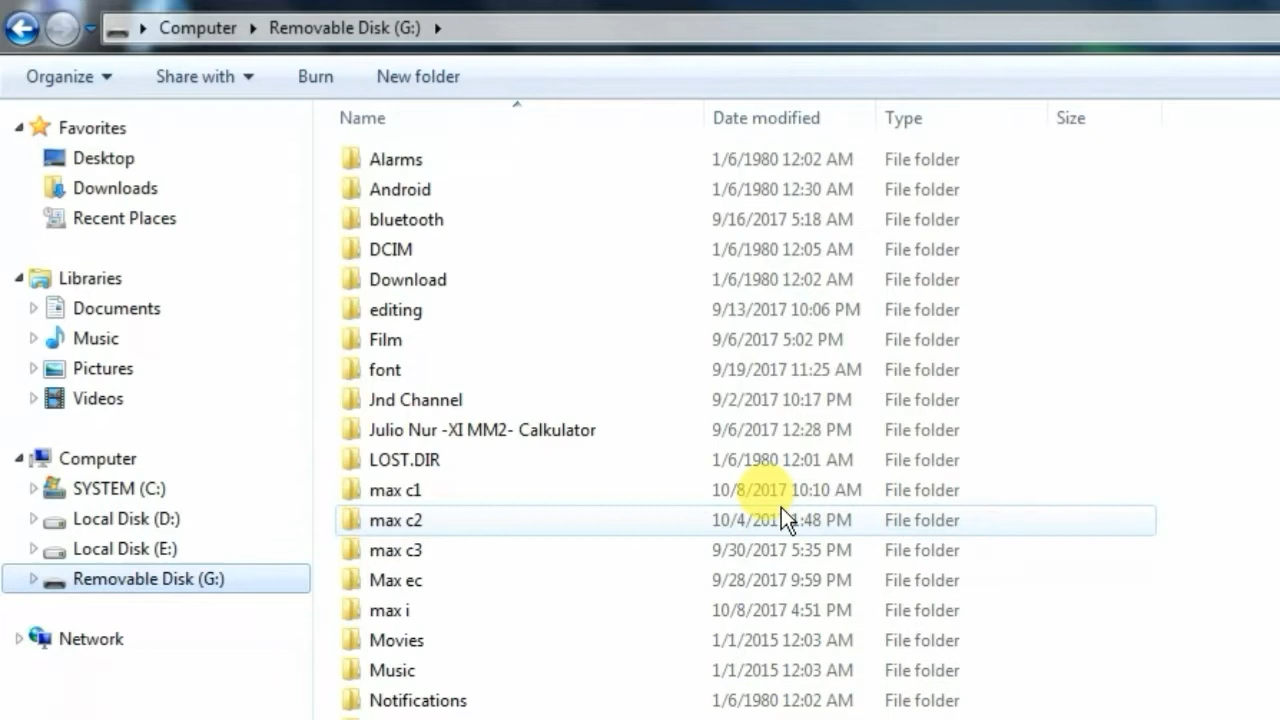 Computer Removable Disk (G:)
Organize Share with Burn New folder
Favorites
Desktop
Downloads
Recent Places
Libraries
Documents
Music
Pictures
Videos
Computer
SYSTEM (C:)
Local Disk (D:)
Local Disk (E:)
Removable Disk (G:)
Network
Name Date modified Type Size
Alarms 1/6/1980 12:02 AM File folder
Android 1/6/1980 12:30 AM File folder
bluetooth 9/16/2017 5:18 AM File folder
DCIM 1/6/1980 12:05 AM File folder
Download 1/6/1980 12:02 AM File folder
editing 9/13/2017 10:06 PM File folder
Film 9/6/2017 5:02 PM File folder
font 9/19/2017 11:25 AM File folder
Jnd Channel 9/2/2017 10:17 PM File folder
Julio Nur -XI MM2- Calkulator 9/6/2017 12:28 PM File folder
LOST.DIR 1/6/1980 12:01 AM File folder
max c1 10/8/2017 10:10 AM File folder
max c2 PM File folder
max c3 9/30/2017 5:35 PM File folder
Max ec 9/28/2017 9:59 PM File folder
max i 10/8/2017 4:51 PM File folder
Movies 1/1/2015 12:03 AM File folder
Music 1/1/2015 12:03 AM File folder
Notifications 1/6/1980 12:02 AM File folder